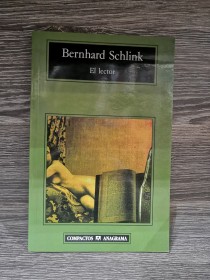 Bernhard Schlink
El lector
COMPACTOS ANAGRAMA